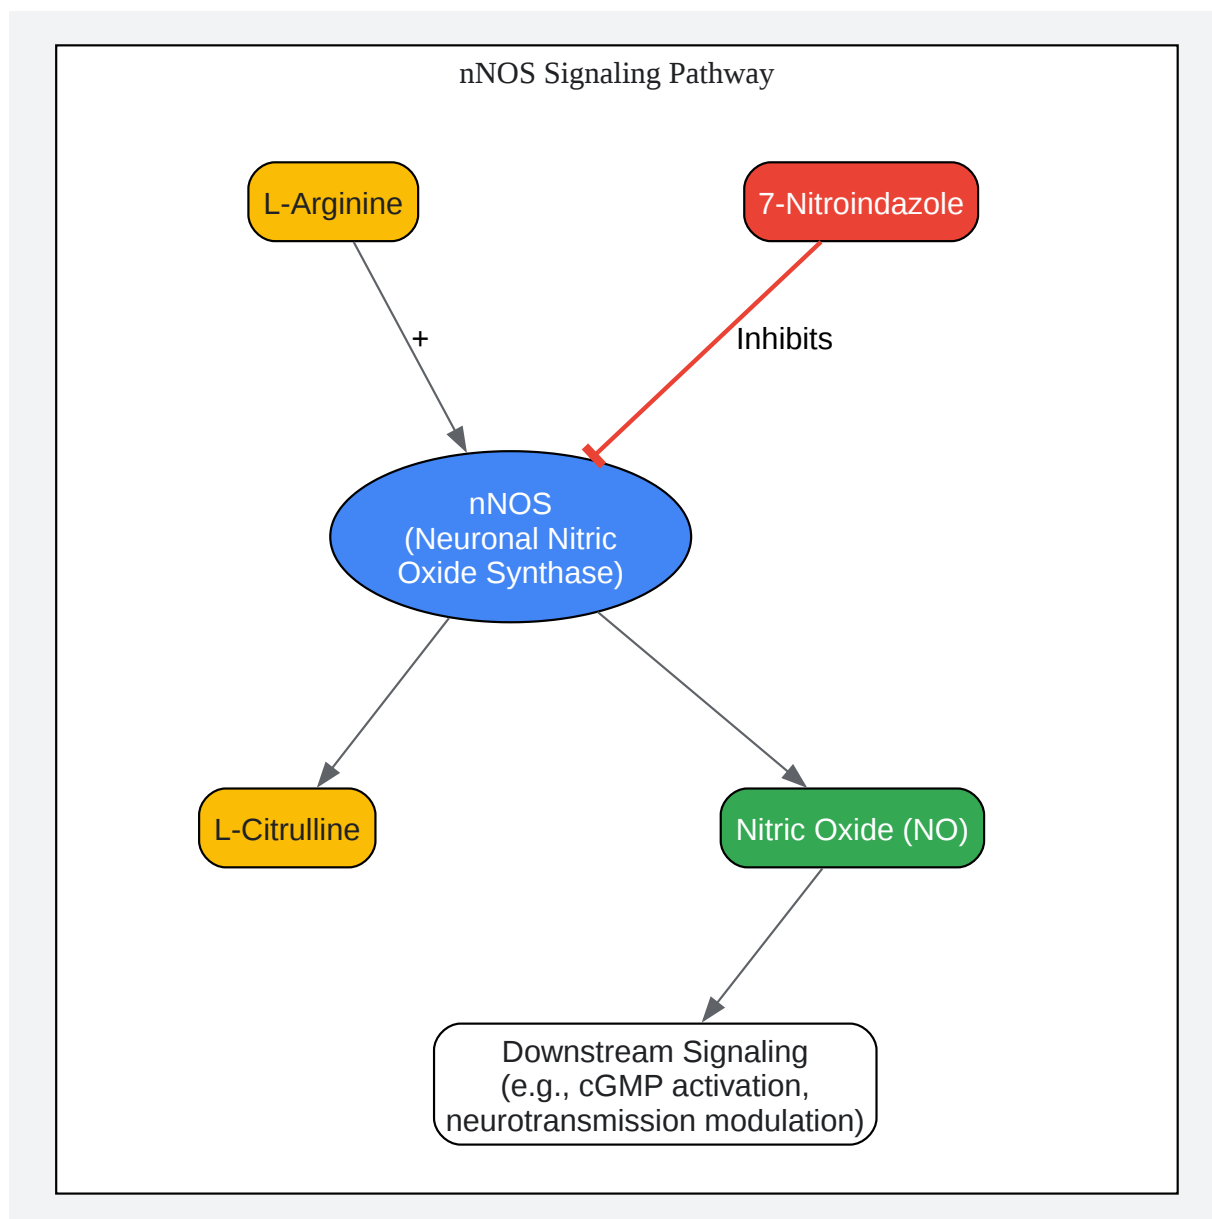 nNOS Signaling Pathway
L-Arginine
7-Nitroindazole
+
Inhibits
nNOS
(Neuronal Nitric
Oxide Synthase)
L-Citrulline
Nitric Oxide (NO)
Downstream Signaling
(e.g., cGMP activation,
neurotransmission modulation)